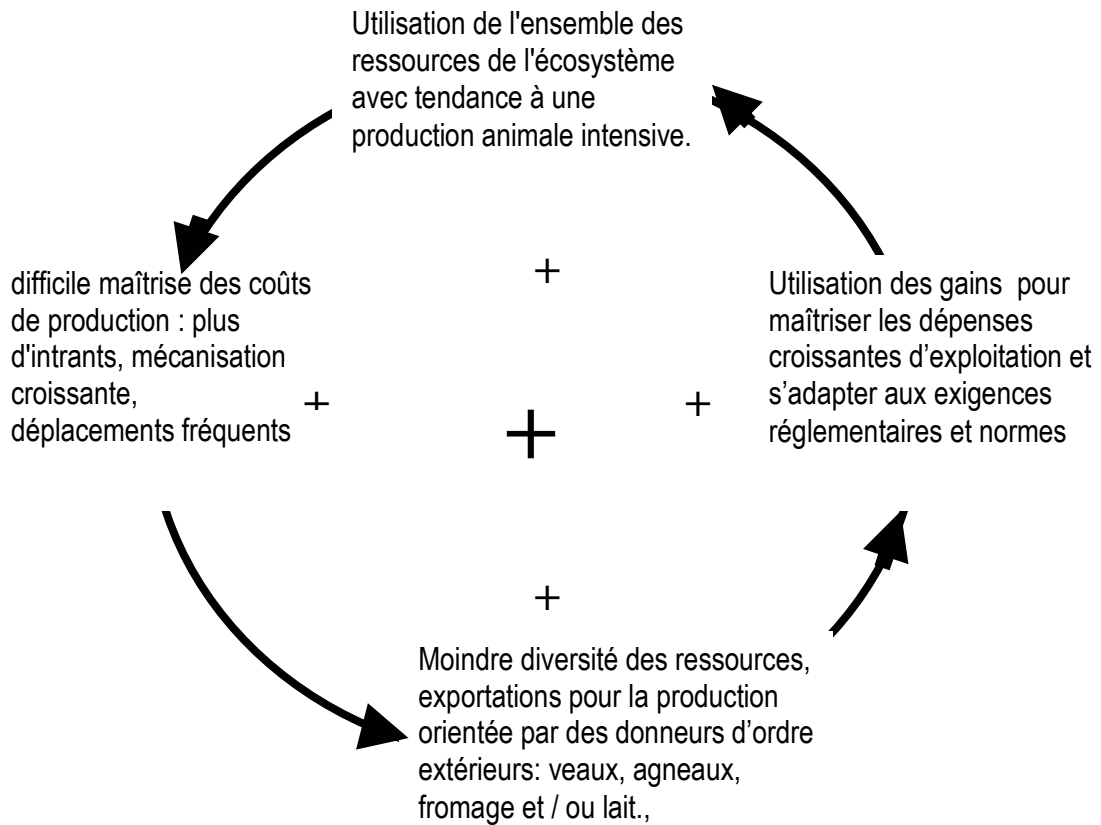 Utilisation de l'ensemble des
ressources de l'écosystème
avec tendance à une
production animale intensive.
difficile maîtrise des coûts
de production : plus
d'intrants, mécanisation
croissante,
déplacements fréquents
+
+
+
+
+
Utilisation des gains  pour
maîtriser les dépenses
croissantes d’exploitation et
s’adapter aux exigences
réglementaires et normes
Moindre diversité des ressources,
exportations pour la production
orientée par des donneurs d’ordre
extérieurs: veaux, agneaux,
fromage et / ou lait.,